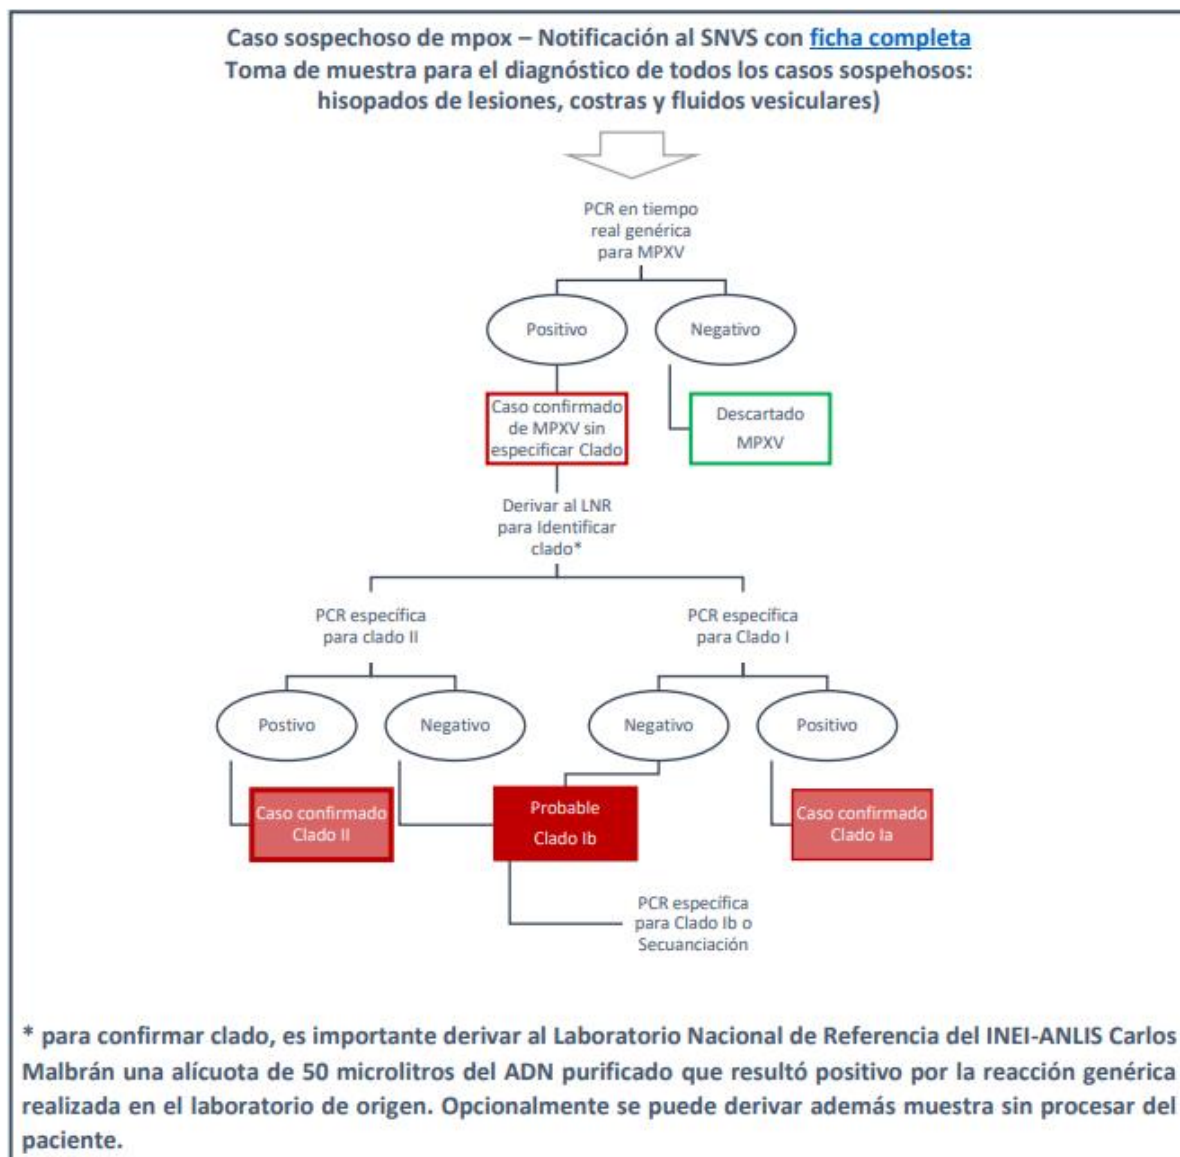 Caso sospechoso de mpox – Notificación al SNVS con ficha completa
Toma de muestra para el diagnóstico de todos los casos sospehosos:
hisopados de lesiones, costras y fluidos vesiculares)
PCR en tiempo
real genérica
para MPXV
Positivo
Negativo
Caso confirmado
de MPXV sin
especificar Clado
Descartado
MPXV
Derivar al LNR
para Identificar
clado*
PCR específica
para clado II
PCR específica
para Clado I
Postivo
Negativo
Negativo
Positivo
Caso confirmado
Clado II
Probable
Clado Ib
Caso confirmado
Clado Ia
PCR específica
para Clado Ib o
Secuanciación
* para confirmar clado, es importante derivar al Laboratorio Nacional de Referencia del INEI-ANLIS Carlos
Malbrán una alícuota de 50 microlitros del ADN purificado que resultó positivo por la reacción genérica
realizada en el laboratorio de origen. Opcionalmente se puede derivar además muestra sin procesar del
paciente.